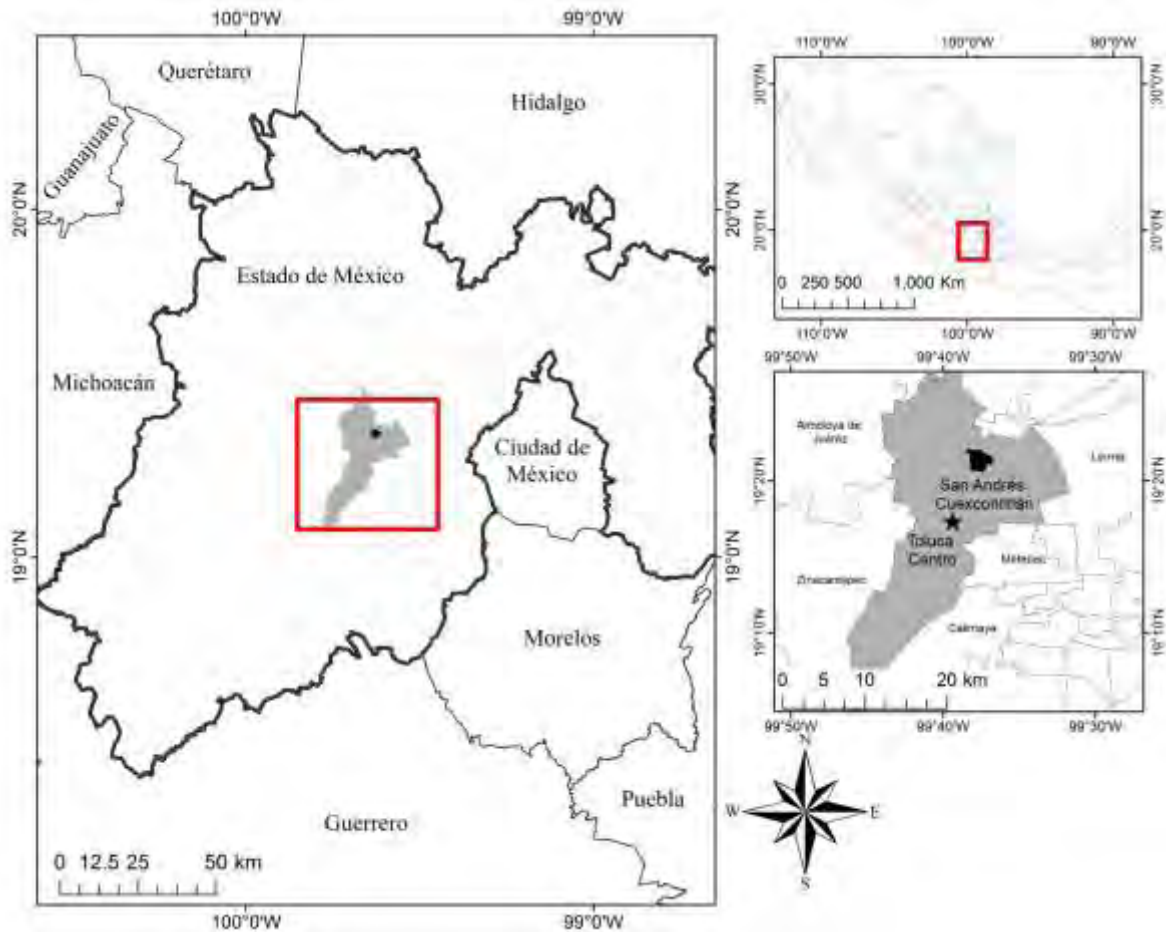 100°0'W 99°0'W
Querétaro
Hidalgo
Guanajuato
20°0'N
20°0'N
Estado de México
Michoacán
Ciudad de
México
19°0'N
19°0'N
Morelos
Puebla
Guerrero
0 12.5 25 50 km
100°0'W 99°0'W
110°0'W 100°0'W 90°0'W
30°0'N
30°0'N
20°0'N
20°0'N
0 250 500 1,000 Km
110°0'W 100°0'W 90°0'W
99°50'W 99°40'W 99°30'W
Almoloya de
Juárez
Lerma
19°20'N
19°20'N
San Andrés
Cuexcontitlán
Toluca
Centro
Metepec
Zinacantepec
19°10'N
19°10'N
Calimaya
0 5 10 20 km
99°50'W 99°40'W 99°30'W
N
W E
S